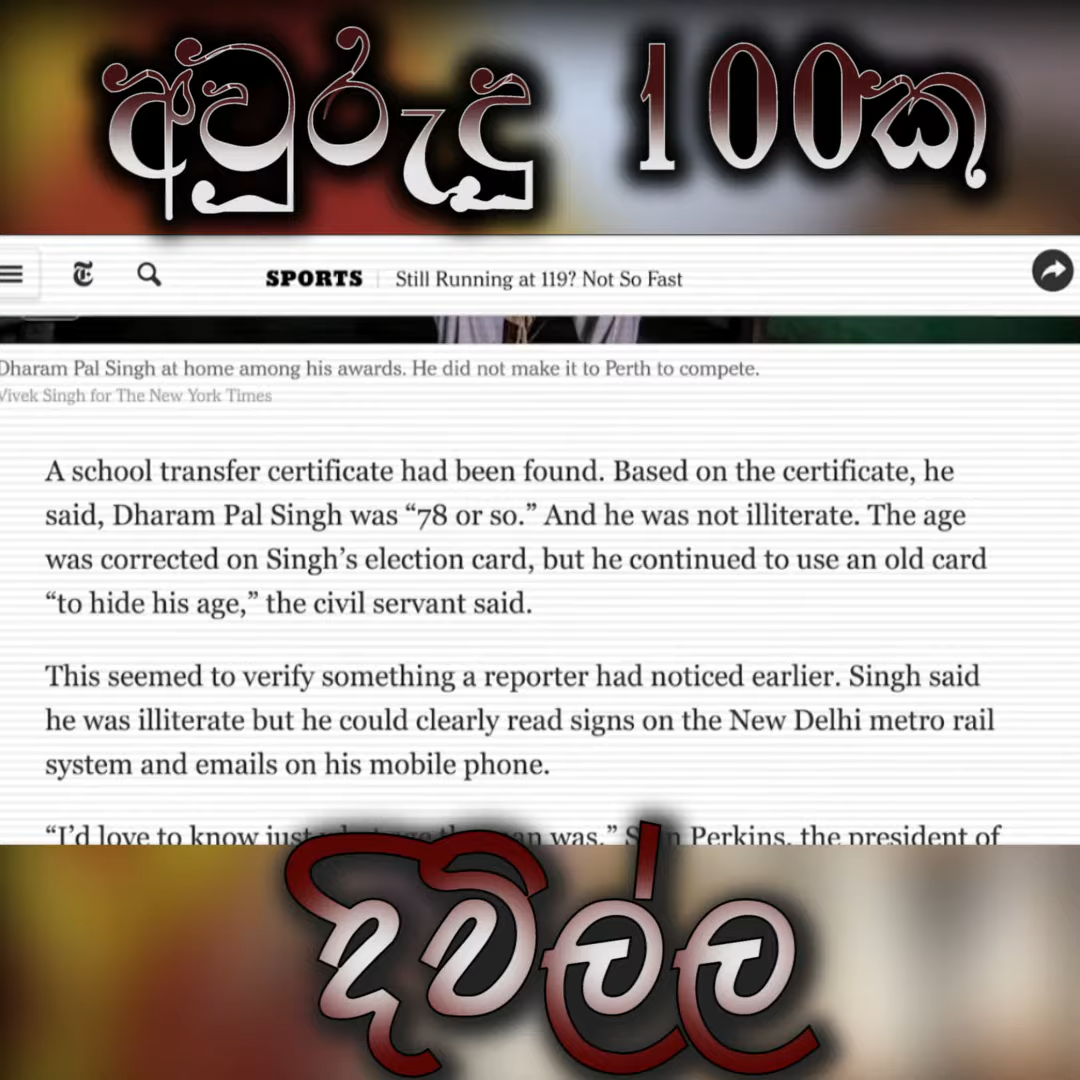 අවුරුදු 100ක
SPORTS Still Running at 119? Not So Fast
Dharam Pal Singh at home among his awards. He did not make it to Perth to compete.
Vivek Singh for The New York Times
A school transfer certificate had been found. Based on the certificate, he
said, Dharam Pal Singh was “78 or so.” And he was not illiterate. The age
was corrected on Singh’s election card, but he continued to use an old card
“to hide his age,” the civil servant said.
This seemed to verify something a reporter had noticed earlier. Singh said
he was illiterate but he could clearly read signs on the New Delhi metro rail
system and emails on his mobile phone.
“I’d love to know just was.” Perkins, the president of
දිවිල්ල